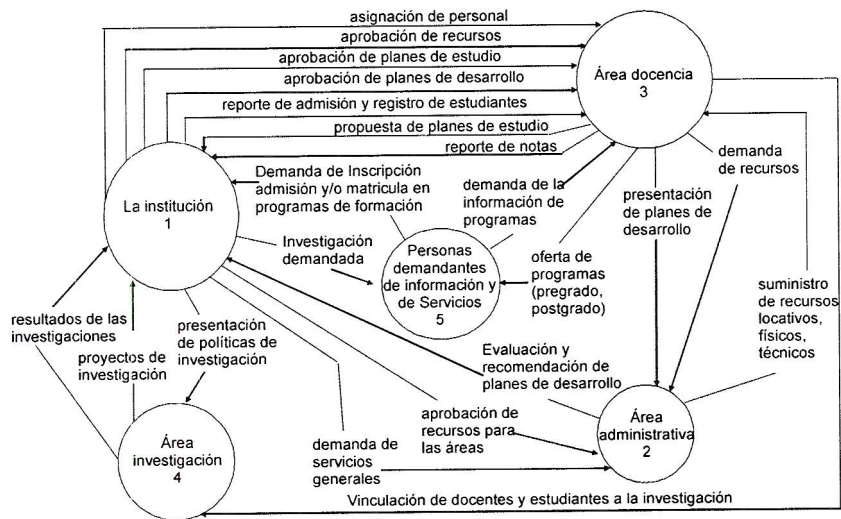 asignación de personal
aprobación de recursos
aprobación de planes de estudio
aprobación de planes de desarrollo
reporte de admisión y registro de estudiantes
propuesta de planes de estudio
reporte de notas
Área docencia
3
La institución
1
Demanda de Inscripción
admisión y/o matricula en
programas de formación
demanda de la
información de
programas
presentación
de planes de
desarrollo
demanda
de recursos
Investigación
demandada
Personas
demandantes
de información y
de Servicios
5
oferta de
programas
(pregrado,
postgrado)
suministro
de recursos
locativos,
físicos,
técnicos
resultados de las
investigaciones
proyectos de
investigación
presentación
de políticas de
investigación
Evaluación y
recomendación de
planes de desarrollo
Área
investigación
4
demanda de
servicios
generales
aprobación de
recursos para
las áreas
Área
administrativa
2
Vinculación de docentes y estudiantes a la investigación